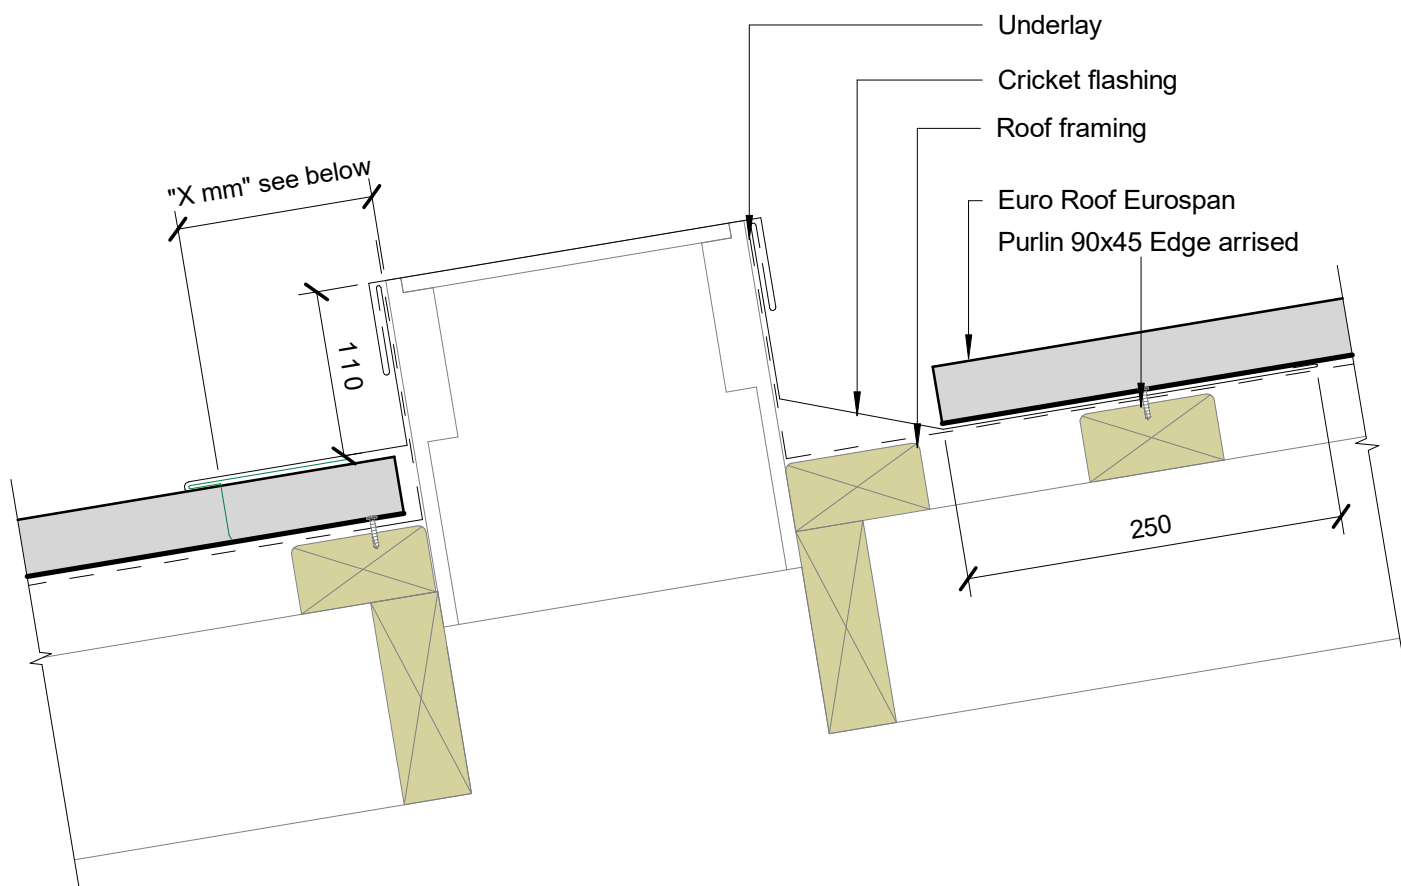 Underlay
Cricket flashing
Roof framing
"X mm" see below
Euro Roof Eurospan
Purlin 90x45 Edge arrised
110
250